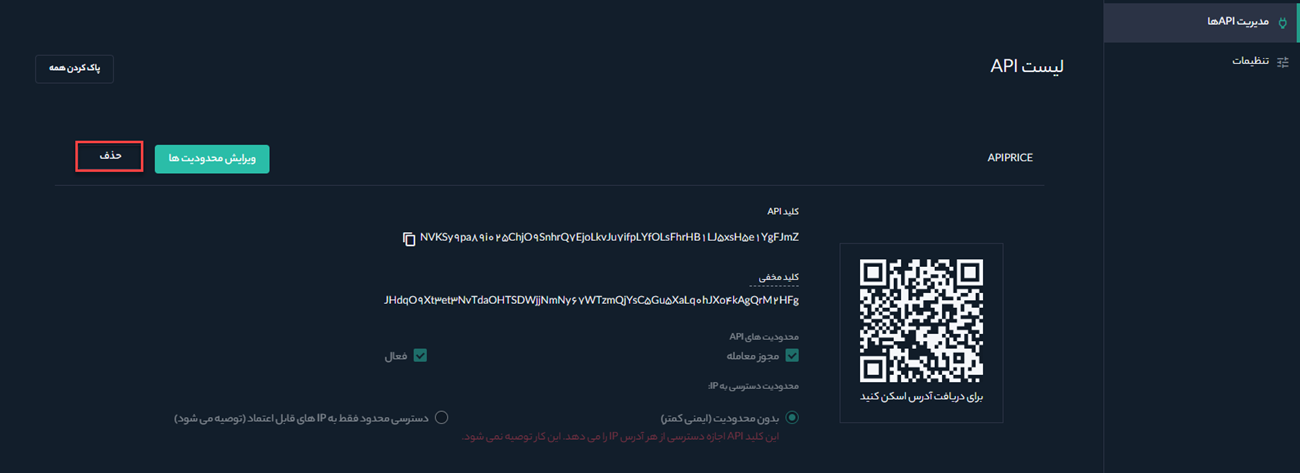 مدیریت APIها
تنظیمات
لیست API
پاک کردن همه
APIPRICE
ویرایش محدودیت ها
حذف
کلید API
NVKSy۹pa۸۹i۰۲۵ChjO۹SnhrQ۷EjoLkvJu۷ifpLYfOLsFhrHB۱LJ۵xsH۵e۱YgFJmZ
کلید مخفی
JHdqO۹Xt۳et۳NvTdaOHTSDWjjNmNy۶۷WTzmQjYsC۵Gu۵XaLq۰hJXo۴kAgQrM۲HFg
محدودیت های API
مجوز معامله
فعال
محدودیت دسترسی به IP:
بدون محدودیت (ایمنی کمتر)
دسترسی محدود فقط به IP های قابل اعتماد (توصیه می شود)
این کلید API اجازه دسترسی از هر آدرس IP را می دهد. این کار توصیه نمی شود.
برای دریافت آدرس اسکن کنید